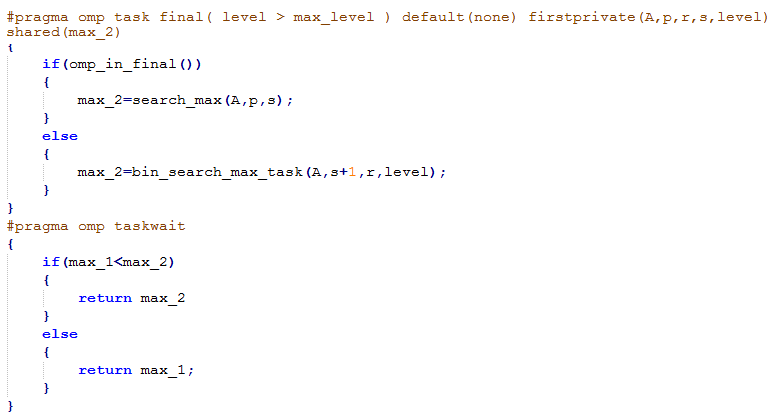 #pragma omp task final( level > max_level ) default(none) firstprivate(A,p,r,s,level)
shared(max_2)
{
if(omp_in_final())
{
max_2=search_max(A,p,s);
}
else
{
max_2=bin_search_max_task(A,s+1,r,level);
}
}
#pragma omp taskwait
{
if(max_1<max_2)
{
return max_2
}
else
{
return max_1;
}
}